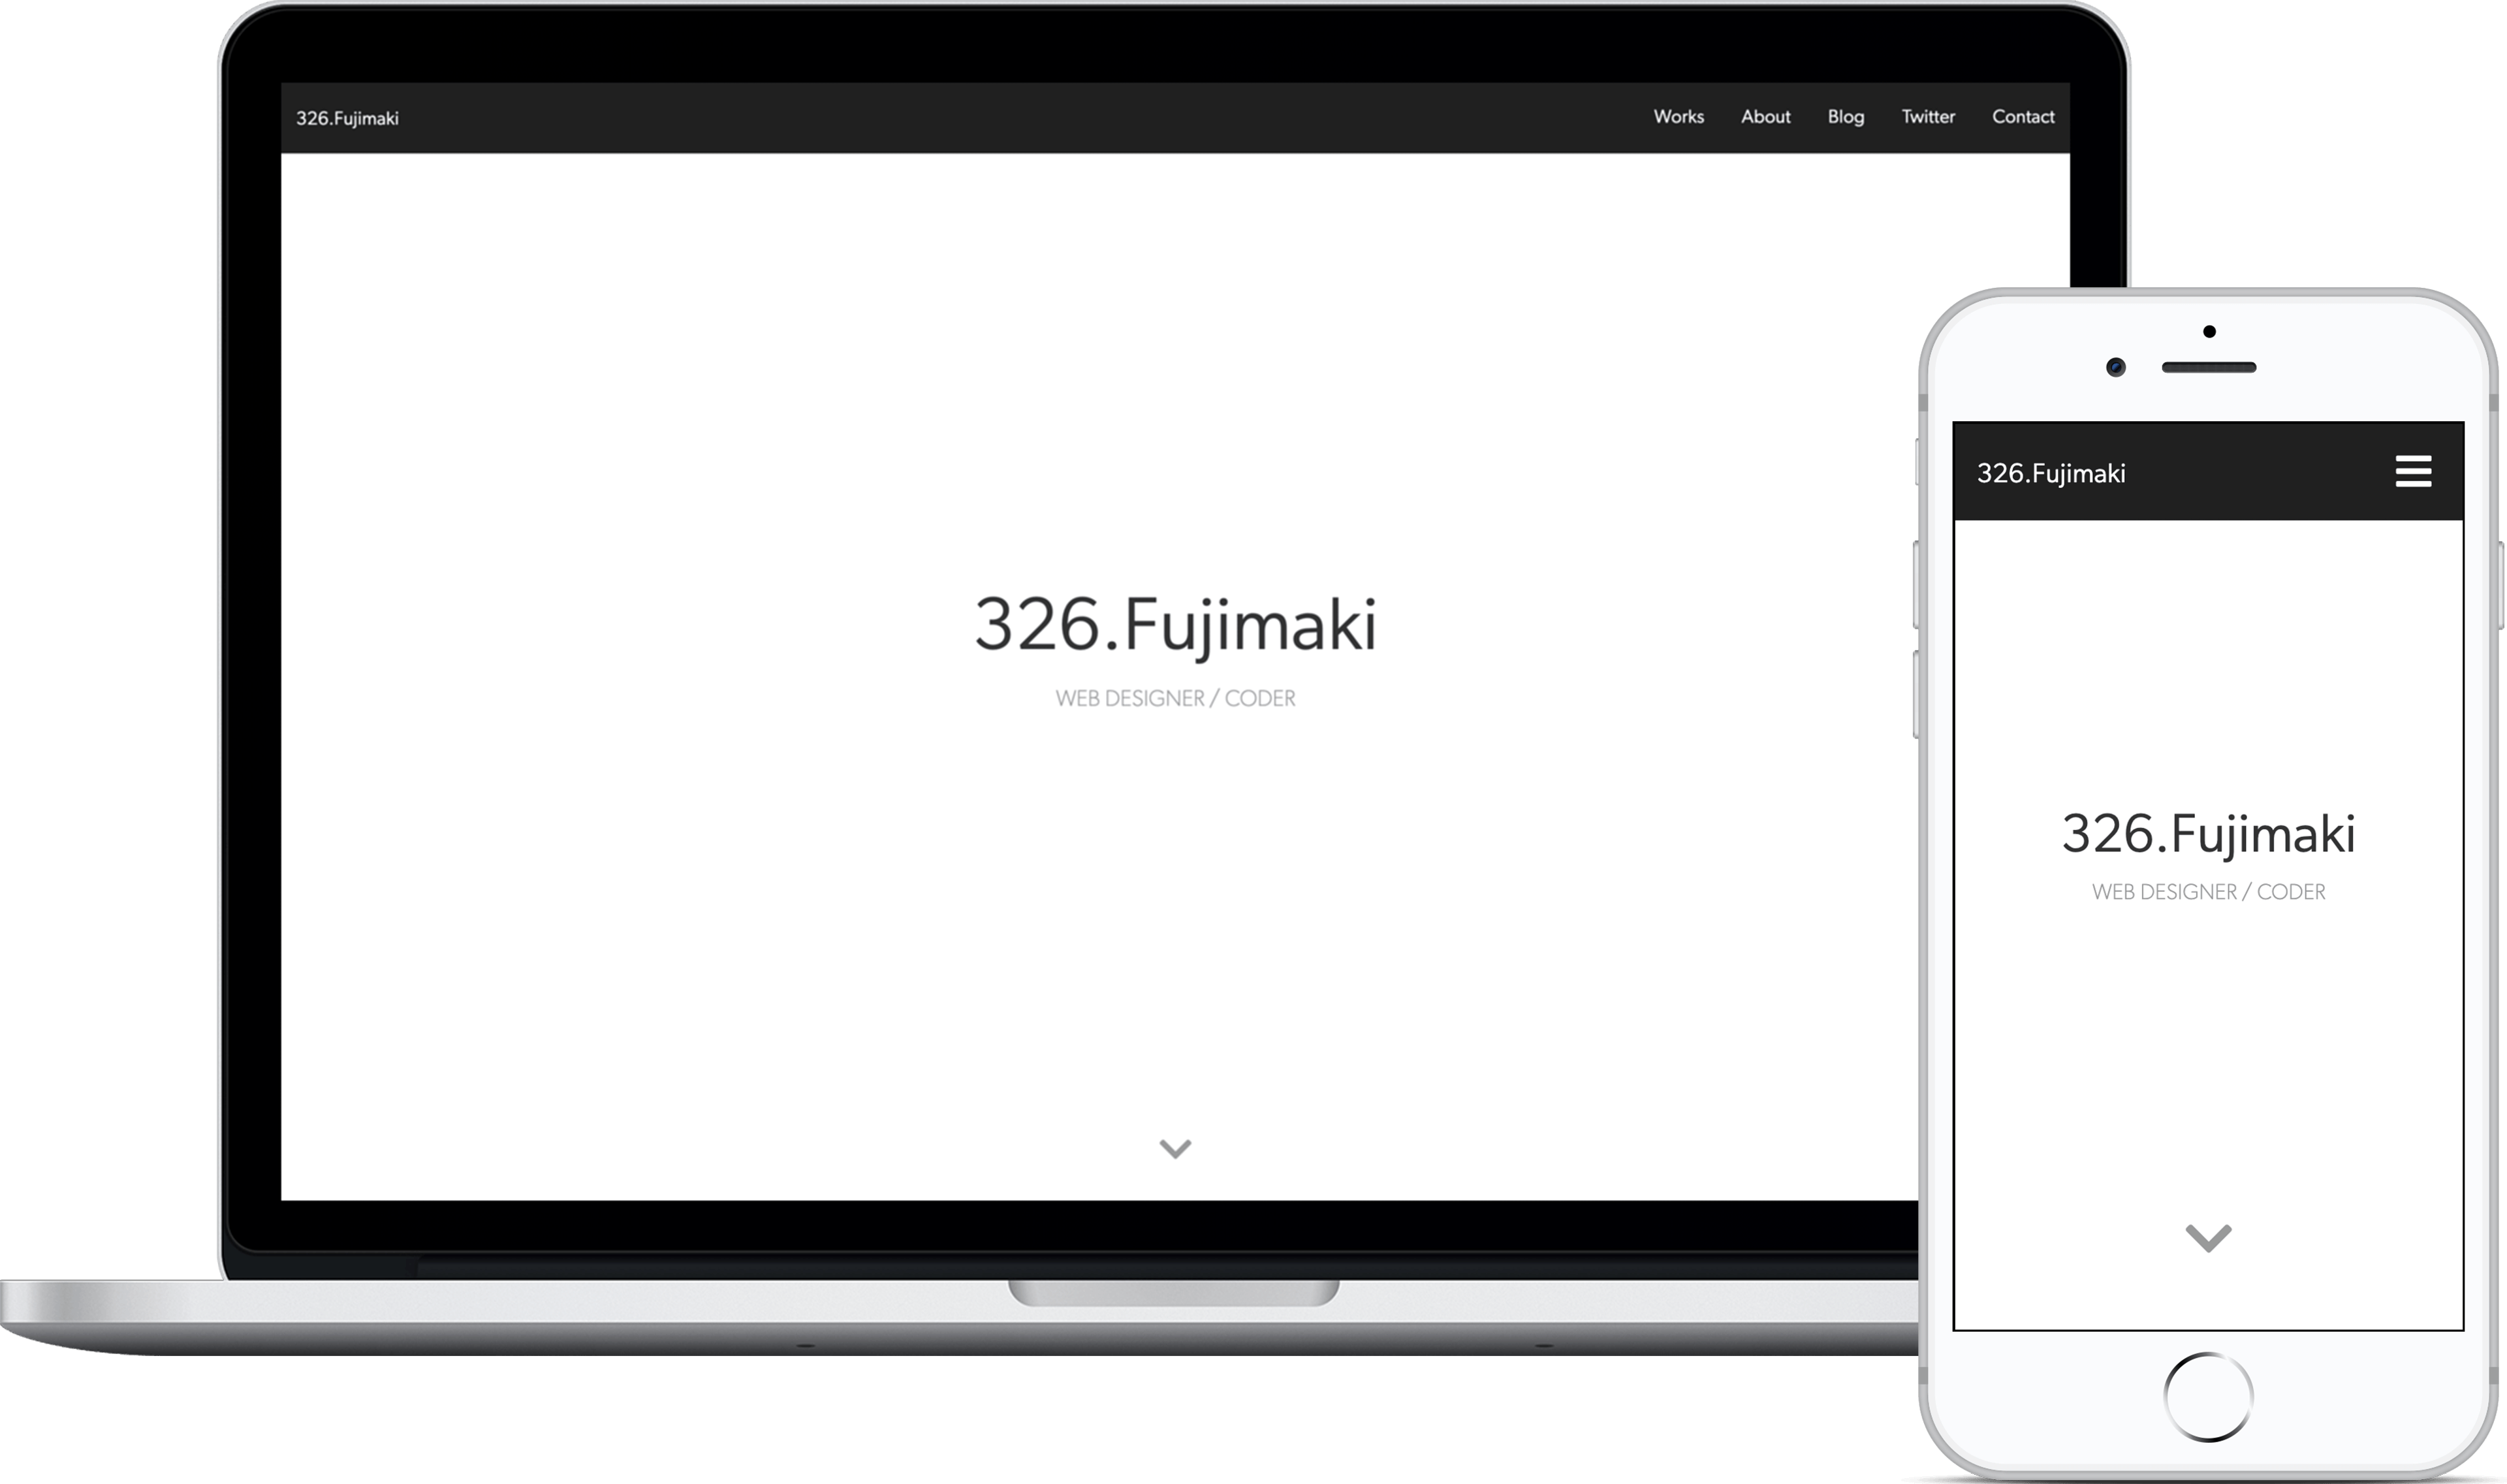 326.Fujimaki
Works About Blog Twitter Contact
326.Fujimaki
WEB DESIGNER / CODER
326.Fujimaki
326.Fujimaki
WEB DESIGNER / CODER